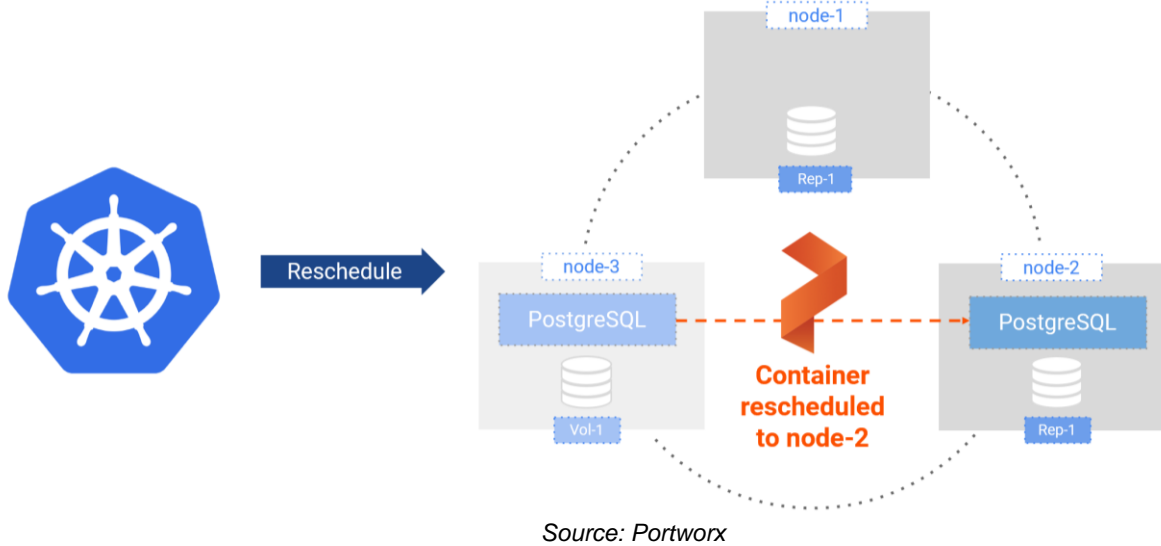 node-1
Rep-1
Reschedule
node-3
PostgreSQL
Vol-1
Container
rescheduled
to node-2
node-2
PostgreSQL
Rep-1
Source: Portworx